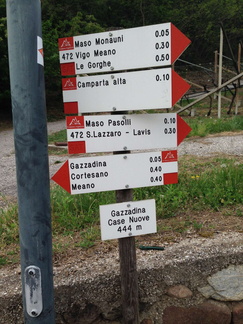 Maso Monauni 0.05
472 Vigo Meano 0.30
Le Gorghe 0.50
Camparta alta 0.10
Maso Pasolli 0.10
472 S.Lazzaro - Lavis 0.30
Gazzadina 0.05
Cortesano 0.40
Meano 0.40
Gazzadina
Case Nuove
444 m